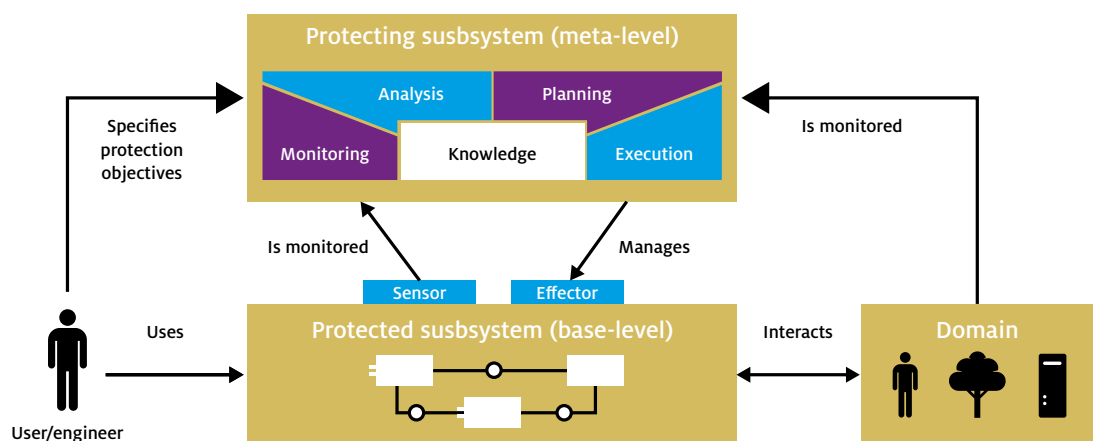 Protecting susbsystem (meta-level)
Analysis
Planning
Monitoring
Knowledge
Execution
Specifies
protection
objectives
Is monitored
Is monitored
Manages
Sensor
Effector
Uses
Protected susbsystem (base-level)
Interacts
Domain
User/engineer